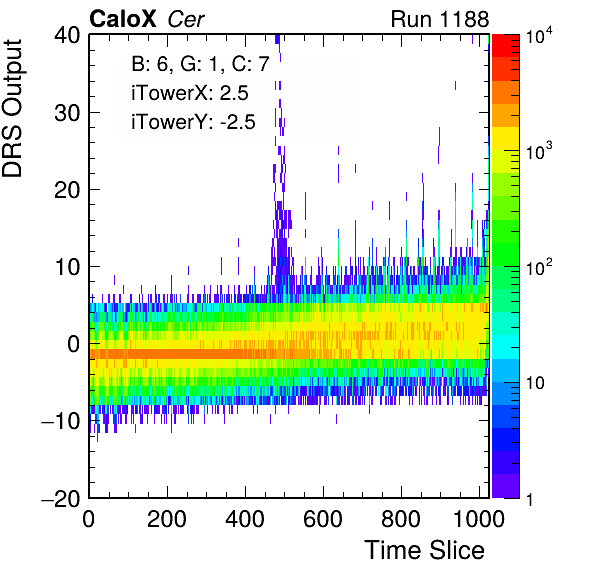 CaloX Cer Run 1188
DRS Output
B: 6, G: 1, C: 7
iTowerX: 2.5
iTowerY: -2.5
40
30
20
10
0
−10
−20
0 200 400 600 800 1000
Time Slice
10^4
10^3
10^2
10
1